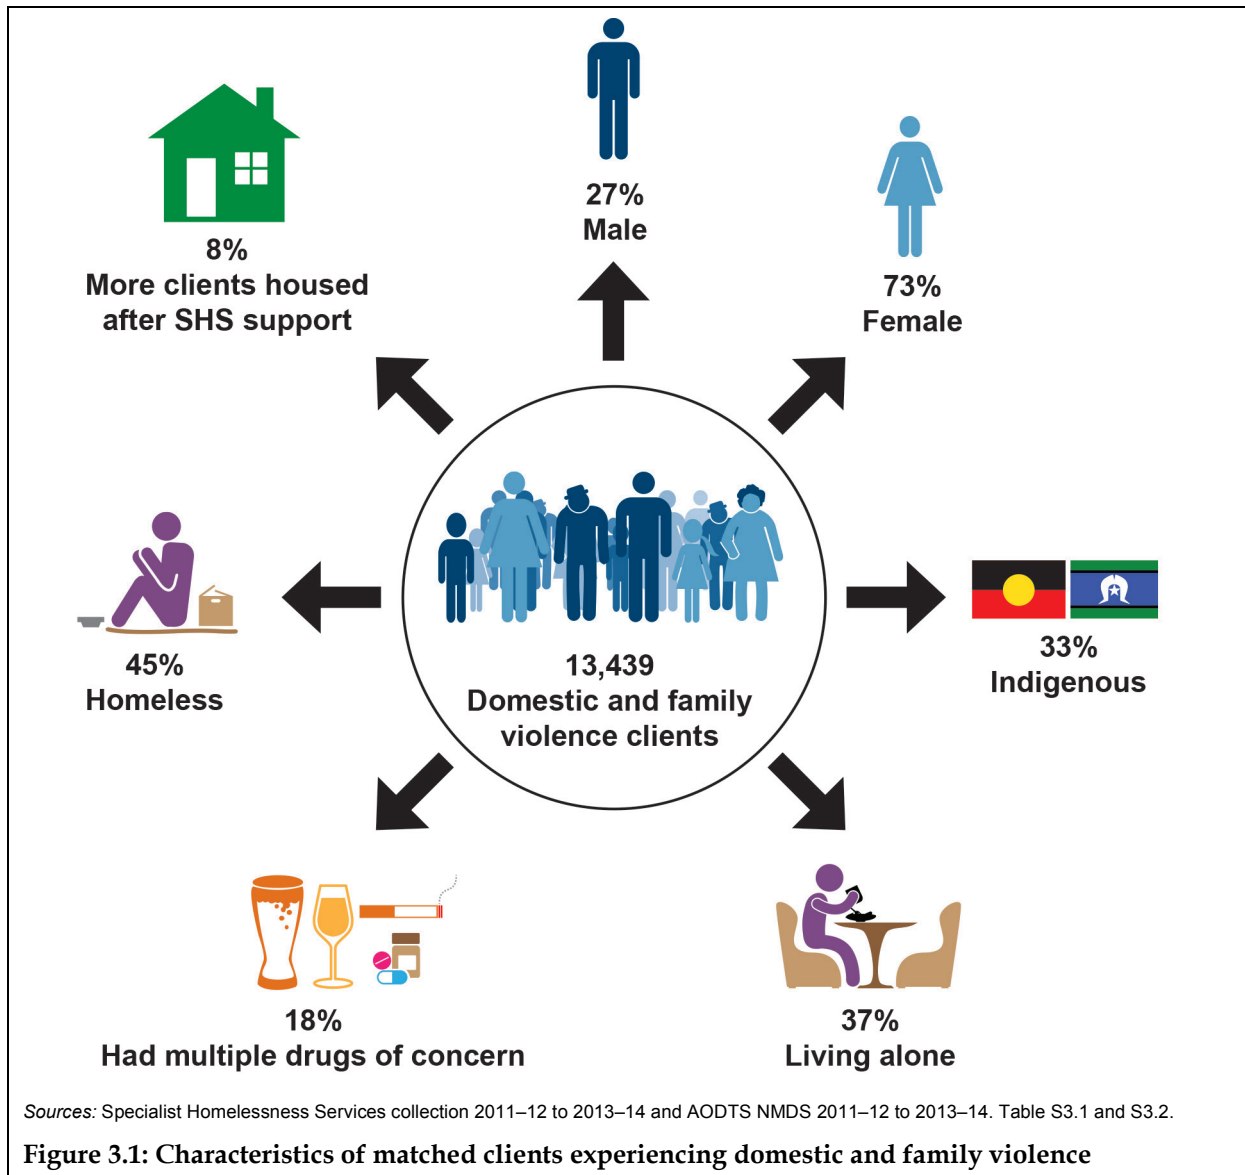 27%
Male
73%
Female
8%
More clients housed
after SHS support
33%
Indigenous
45%
Homeless
13,439
Domestic and family
violence clients
18%
Had multiple drugs of concern
37%
Living alone
Sources: Specialist Homelessness Services collection 2011–12 to 2013–14 and AODTS NMDS 2011–12 to 2013–14. Table S3.1 and S3.2.
Figure 3.1: Characteristics of matched clients experiencing domestic and family violence